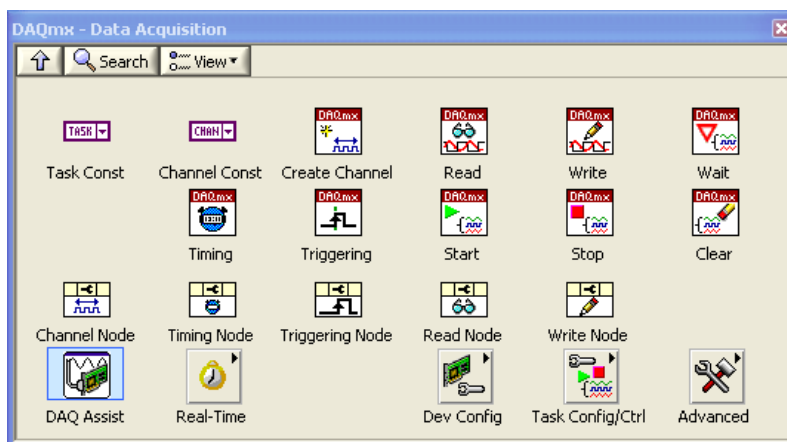 DAQmx - Data Acquisition
Search View
TASK CHAN DAQmx DAQmx DAQmx DAQmx
Task Const Channel Const Create Channel Read Write Wait
DAQmx DAQmx DAQmx DAQmx DAQmx
Timing Triggering Start Stop Clear
Channel Node Timing Node Triggering Node Read Node Write Node
DAQ Assist Real-Time Dev Config Task Config/Ctrl Advanced